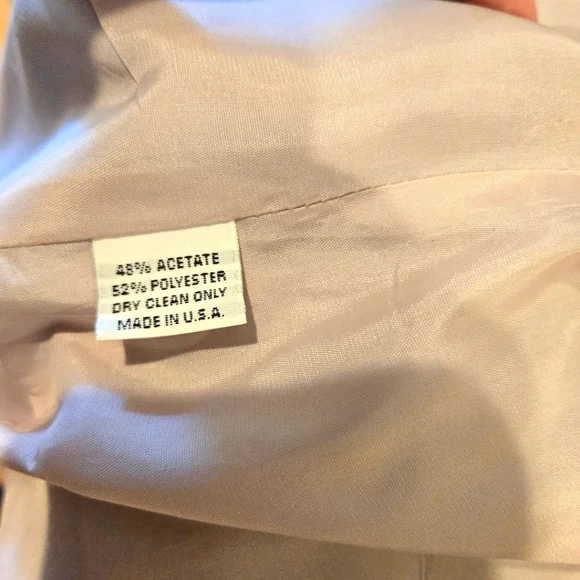 48% ACETATE
52% POLYESTER
DRY CLEAN ONLY
MADE IN U.S.A.